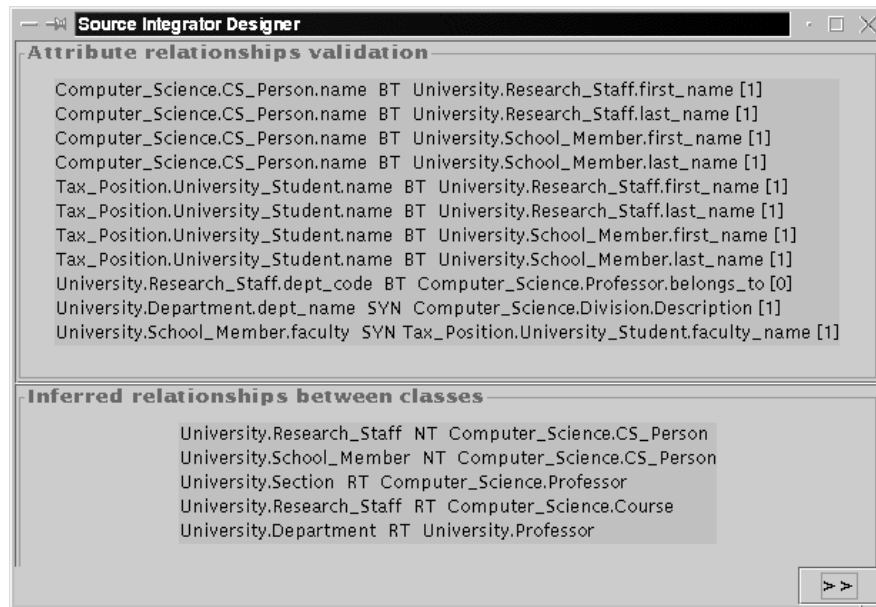 Source Integrator Designer
Attribute relationships validation
Computer_Science.CS_Person.name BT University.Research_Staff.first_name [1]
Computer_Science.CS_Person.name BT University.Research_Staff.last_name [1]
Computer_Science.CS_Person.name BT University.School_Member.first_name [1]
Computer_Science.CS_Person.name BT University.School_Member.last_name [1]
Tax_Position.University_Student.name BT University.Research_Staff.first_name [1]
Tax_Position.University_Student.name BT University.Research_Staff.last_name [1]
Tax_Position.University_Student.name BT University.School_Member.first_name [1]
Tax_Position.University_Student.name BT University.School_Member.last_name [1]
University.Research_Staff.dept_code BT Computer_Science.Professor.belongs_to [0]
University.Department.dept_name SYN Computer_Science.Division.Description [1]
University.School_Member.faculty SYN Tax_Position.University_Student.faculty_name [1]
Inferred relationships between classes
University.Research_Staff NT Computer_Science.CS_Person
University.School_Member NT Computer_Science.CS_Person
University.Section RT Computer_Science.Professor
University.Research_Staff RT Computer_Science.Course
University.Department RT University.Professor
>>